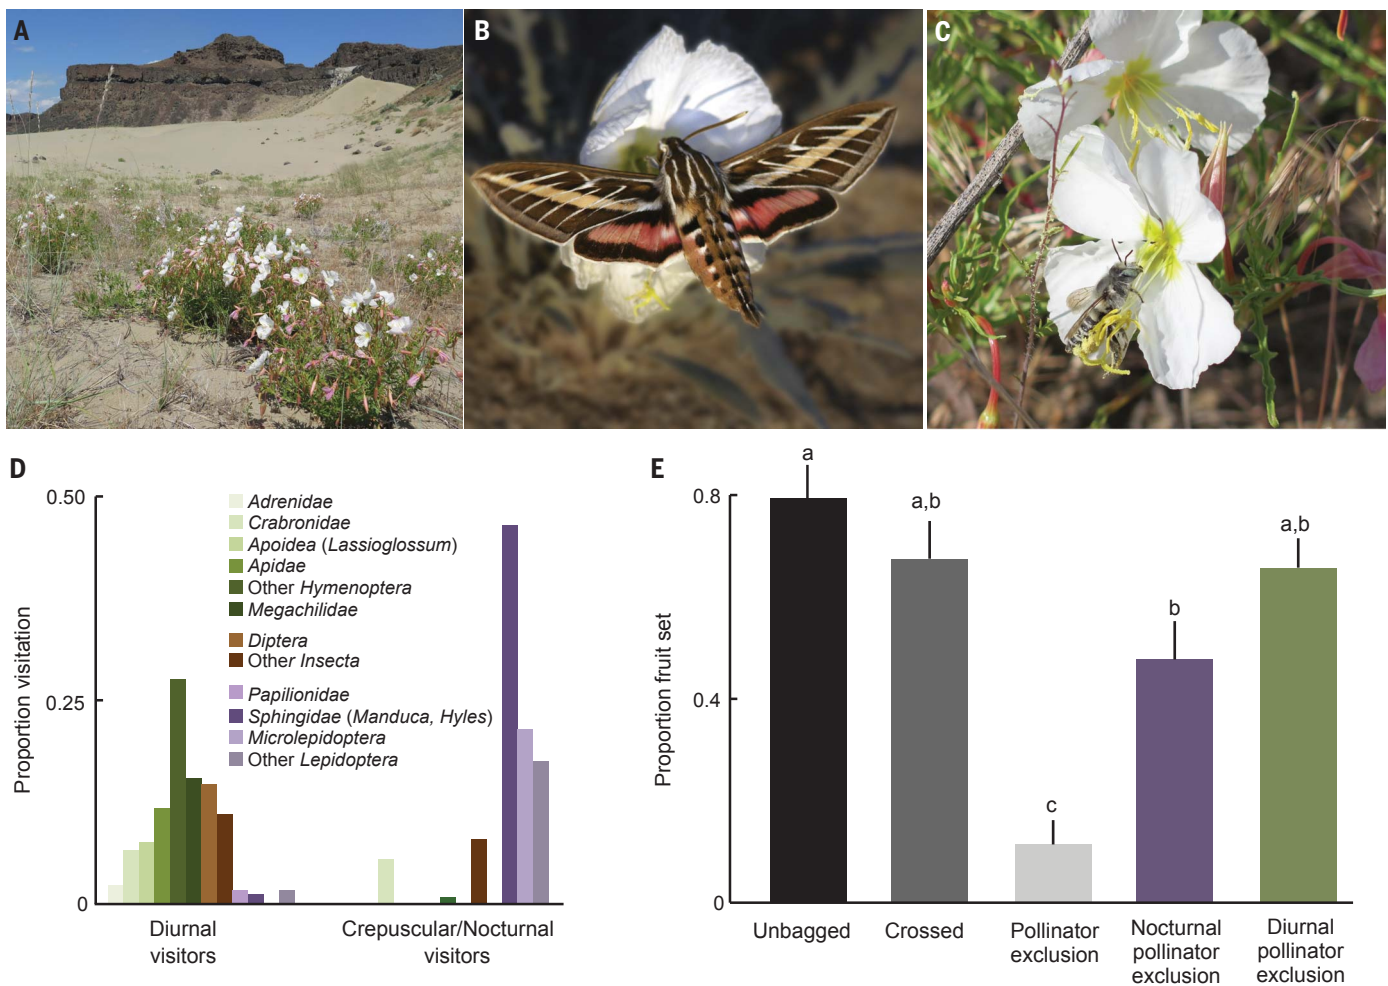 A
B
C
D
0.50
0.25
0
Proportion visitation
Adrenidae
Crabronidae
Apoidea (Lassioglossum)
Apidae
Other Hymenoptera
Megachilidae
Diptera
Other Insecta
Papilionidae
Sphingidae (Manduca, Hyles)
Microlepidoptera
Other Lepidoptera
Diurnal
visitors
Crepuscular/Nocturnal
visitors
E
0.8
0.4
0
Proportion fruit set
a
a,b
c
b
a,b
Unbagged
Crossed
Pollinator
exclusion
Nocturnal
pollinator
exclusion
Diurnal
pollinator
exclusion